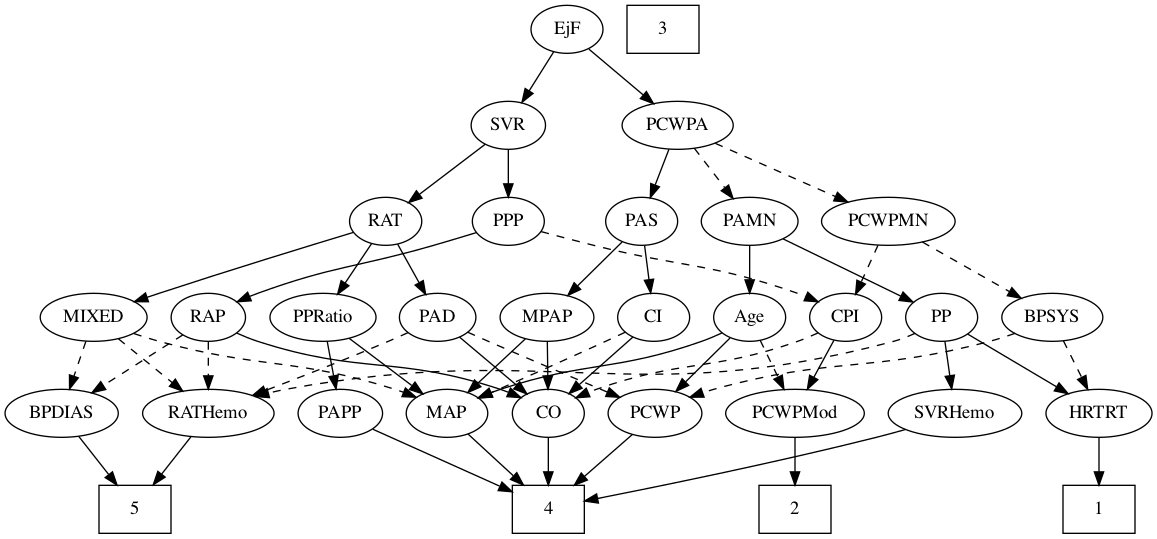 EjF 3
SVR PCWPA
RAT PPP PAS PAMN PCWPMN
MIXED RAP PPRatio PAD MPAP CI Age CPI PP BPSYS
BPDIAS RATHemo PAPP MAP CO PCWP PCWPMod SVRHemo HRTRT
5 4 2 1